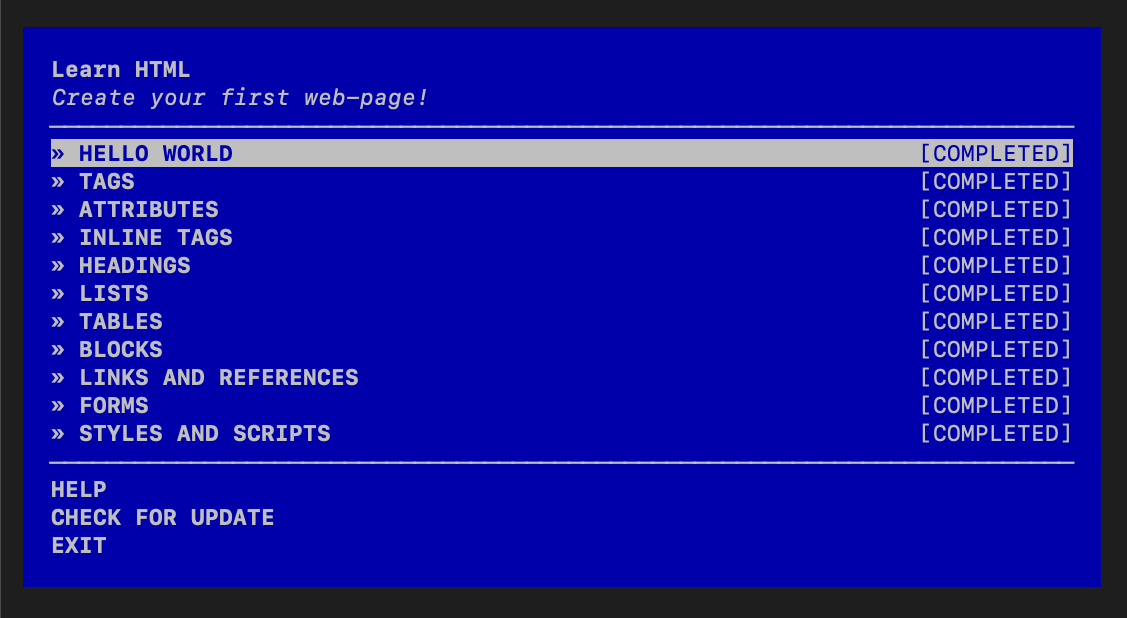 Learn HTML
Create your first web-page!
» HELLO WORLD [COMPLETED]
» TAGS [COMPLETED]
» ATTRIBUTES [COMPLETED]
» INLINE TAGS [COMPLETED]
» HEADINGS [COMPLETED]
» LISTS [COMPLETED]
» TABLES [COMPLETED]
» BLOCKS [COMPLETED]
» LINKS AND REFERENCES [COMPLETED]
» FORMS [COMPLETED]
» STYLES AND SCRIPTS [COMPLETED]
HELP
CHECK FOR UPDATE
EXIT